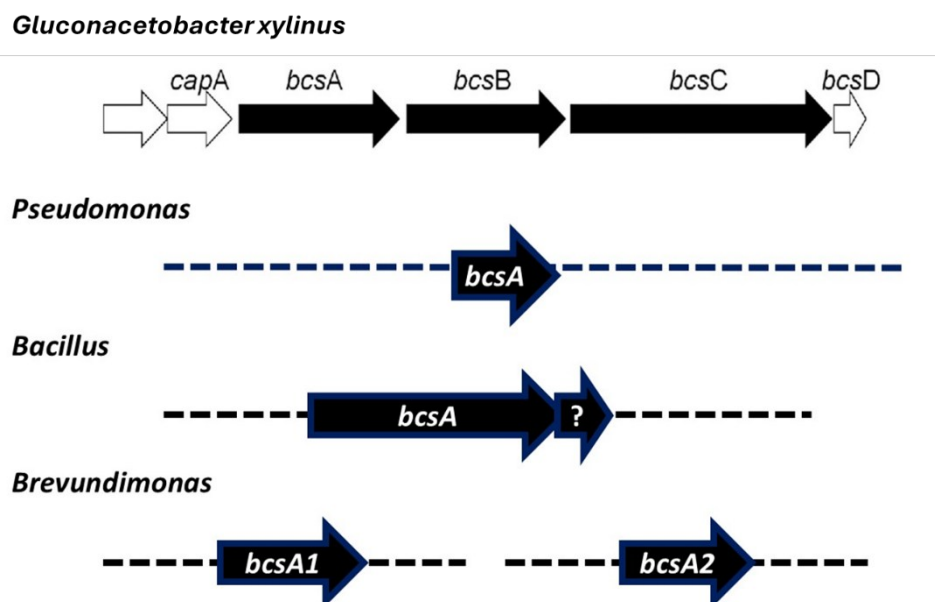 Gluconacetobacter xylinus
capA bcsA bcsB bcsC bcsD
Pseudomonas
bcsA
Bacillus
bcsA ?
Brevundimonas
bcsA1 bcsA2